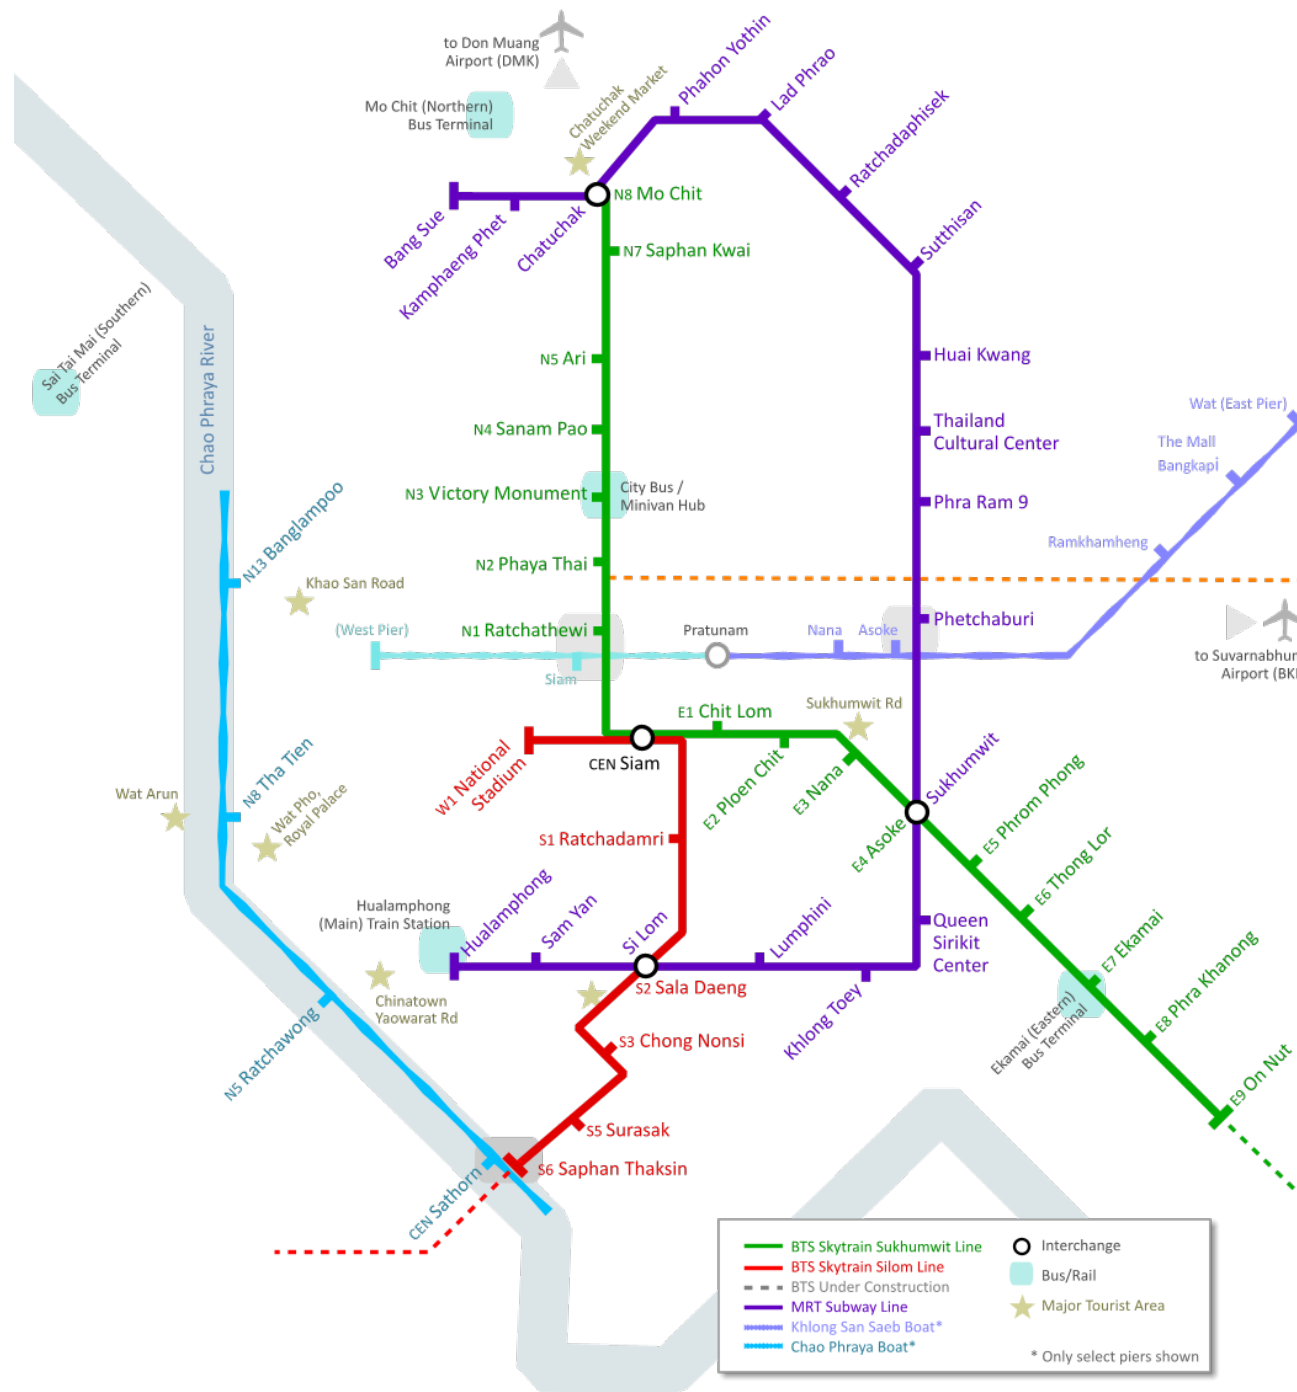 to Don Muang
Airport (DMK)
Mo Chit (Northern)
Bus Terminal
Chatuchak
Weekend Market
Phahon Yothin
Lad Phrao
Ratchadaphisek
Sutthisan
Bang Sue
Kamphaeng Phet
Chatuchak
N8 Mo Chit
N7 Saphan Kwai
Sai Tai Mai (Southern)
Bus Terminal
Chao Phraya River
N5 Ari
Huai Kwang
N4 Sanam Pao
Thailand
Cultural Center
Wat (East Pier)
The Mall
Bangkapi
N3 Victory Monument
City Bus /
Minivan Hub
Phra Ram 9
Ramkhamheng
N13 Banglampoo
Khao San Road
N2 Phaya Thai
N1 Ratchathewi
(West Pier)
Siam
Pratunam
Nana
Asoke
Phetchaburi
to Suvarnabhum
Airport (BKK
E1 Chit Lom
Sukhumwit Rd
CEN Siam
W1 National
Stadium
E2 Ploen Chit
E3 Nana
Sukhumwit
E4 Asoke
E5 Phrom Phong
E6 Thong Lor
N8 Tha Tien
Wat Arun
Wat Pho,
Royal Palace
S1 Ratchadamri
Hualamphong
(Main) Train Station
Hualamphong
Sam Yan
Si Lom
Lumphini
Queen
Sirikit
Center
S2 Sala Daeng
Khlong Toey
E7 Ekamai
Ekamai (Eastern)
Bus Terminal
E8 Phra Khanong
E9 On Nut
Chinatown
Yaowarat Rd
N5 Ratchawong
S3 Chong Nonsi
S5 Surasak
S6 Saphan Thaksin
CEN Sathorn
BTS Skytrain Sukhumwit Line
BTS Skytrain Silom Line
BTS Under Construction
MRT Subway Line
Khlong San Saeb Boat*
Chao Phraya Boat*
Interchange
Bus/Rail
Major Tourist Area
* Only select piers shown